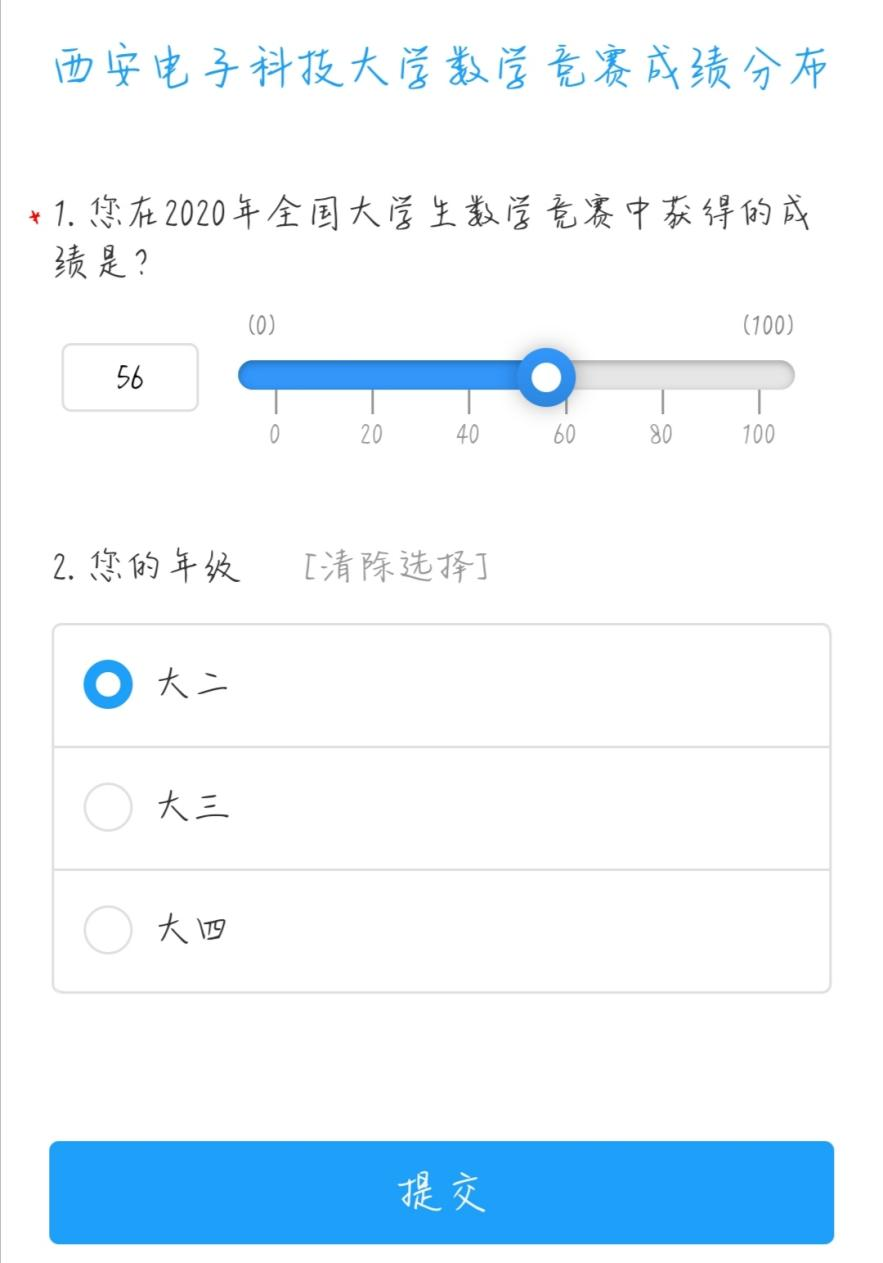 西安电子科技大学数学竞赛成绩分布
* 1. 您在2020年全国大学生数学竞赛中获得的成
绩是?
(0) (100)
56
0 20 40 60 80 100
2. 您的年级 [清除选择]
大二
大三
大四
提交